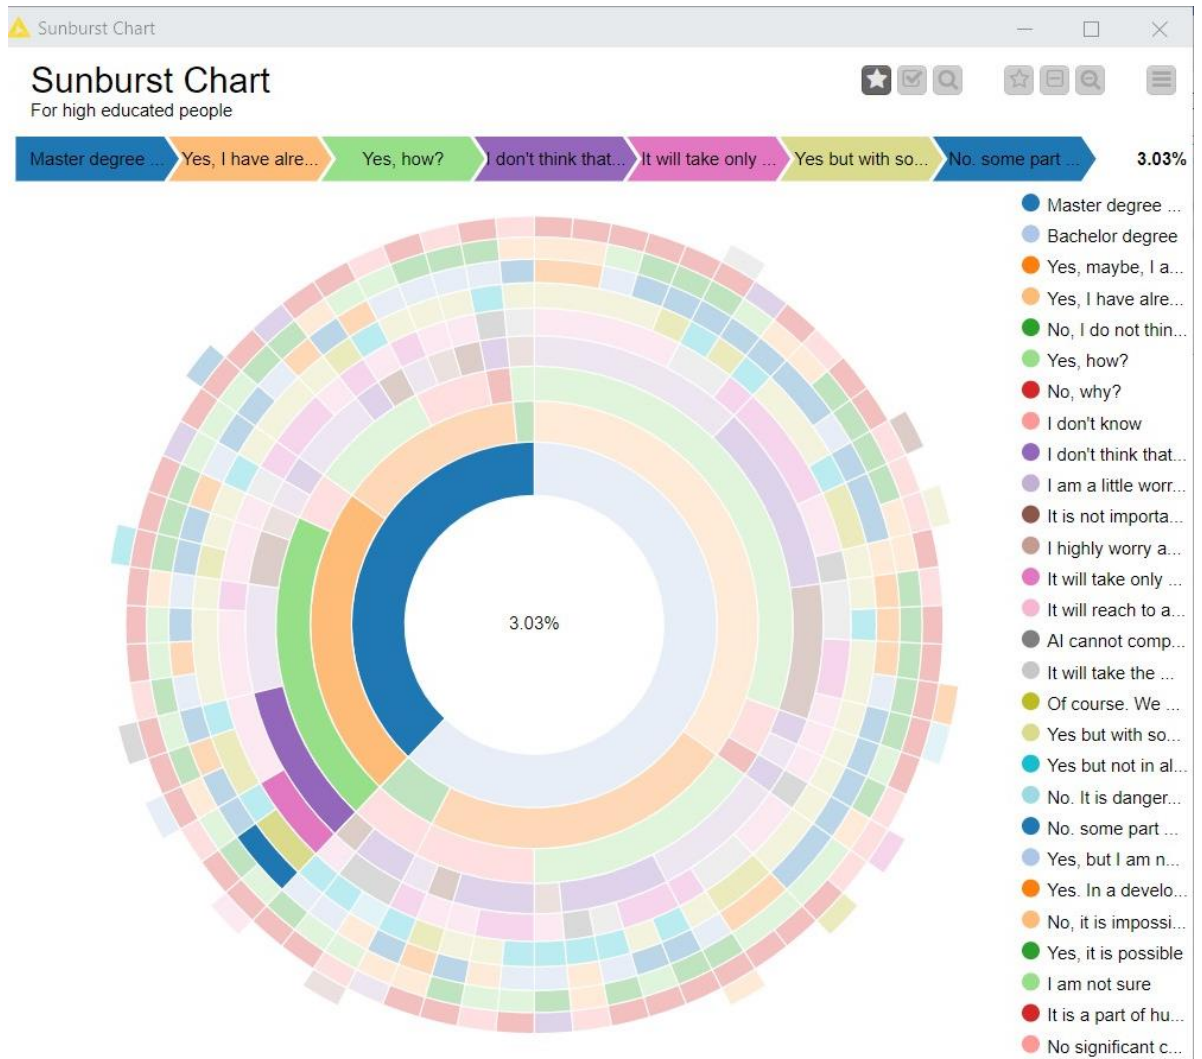 Sunburst Chart
Sunburst Chart
For high educated people
Master degree ... Yes, I have alre... Yes, how? I don't think that... It will take only ... Yes but with so... No. some part ... 3.03%
Master degree ...
Bachelor degree
Yes, maybe, I a...
Yes, I have alre...
No, I do not thin...
Yes, how?
No, why?
I don't know
I don't think that...
I am a little worr...
It is not importa...
I highly worry a...
It will take only ...
It will reach to a...
AI cannot comp...
It will take the ...
Of course. We ...
Yes but with so...
Yes but not in al...
No. It is danger...
No. some part ...
Yes, but I am n...
Yes. In a develo...
No, it is impossi...
Yes, it is possible
I am not sure
It is a part of hu...
No significant c...
3.03%